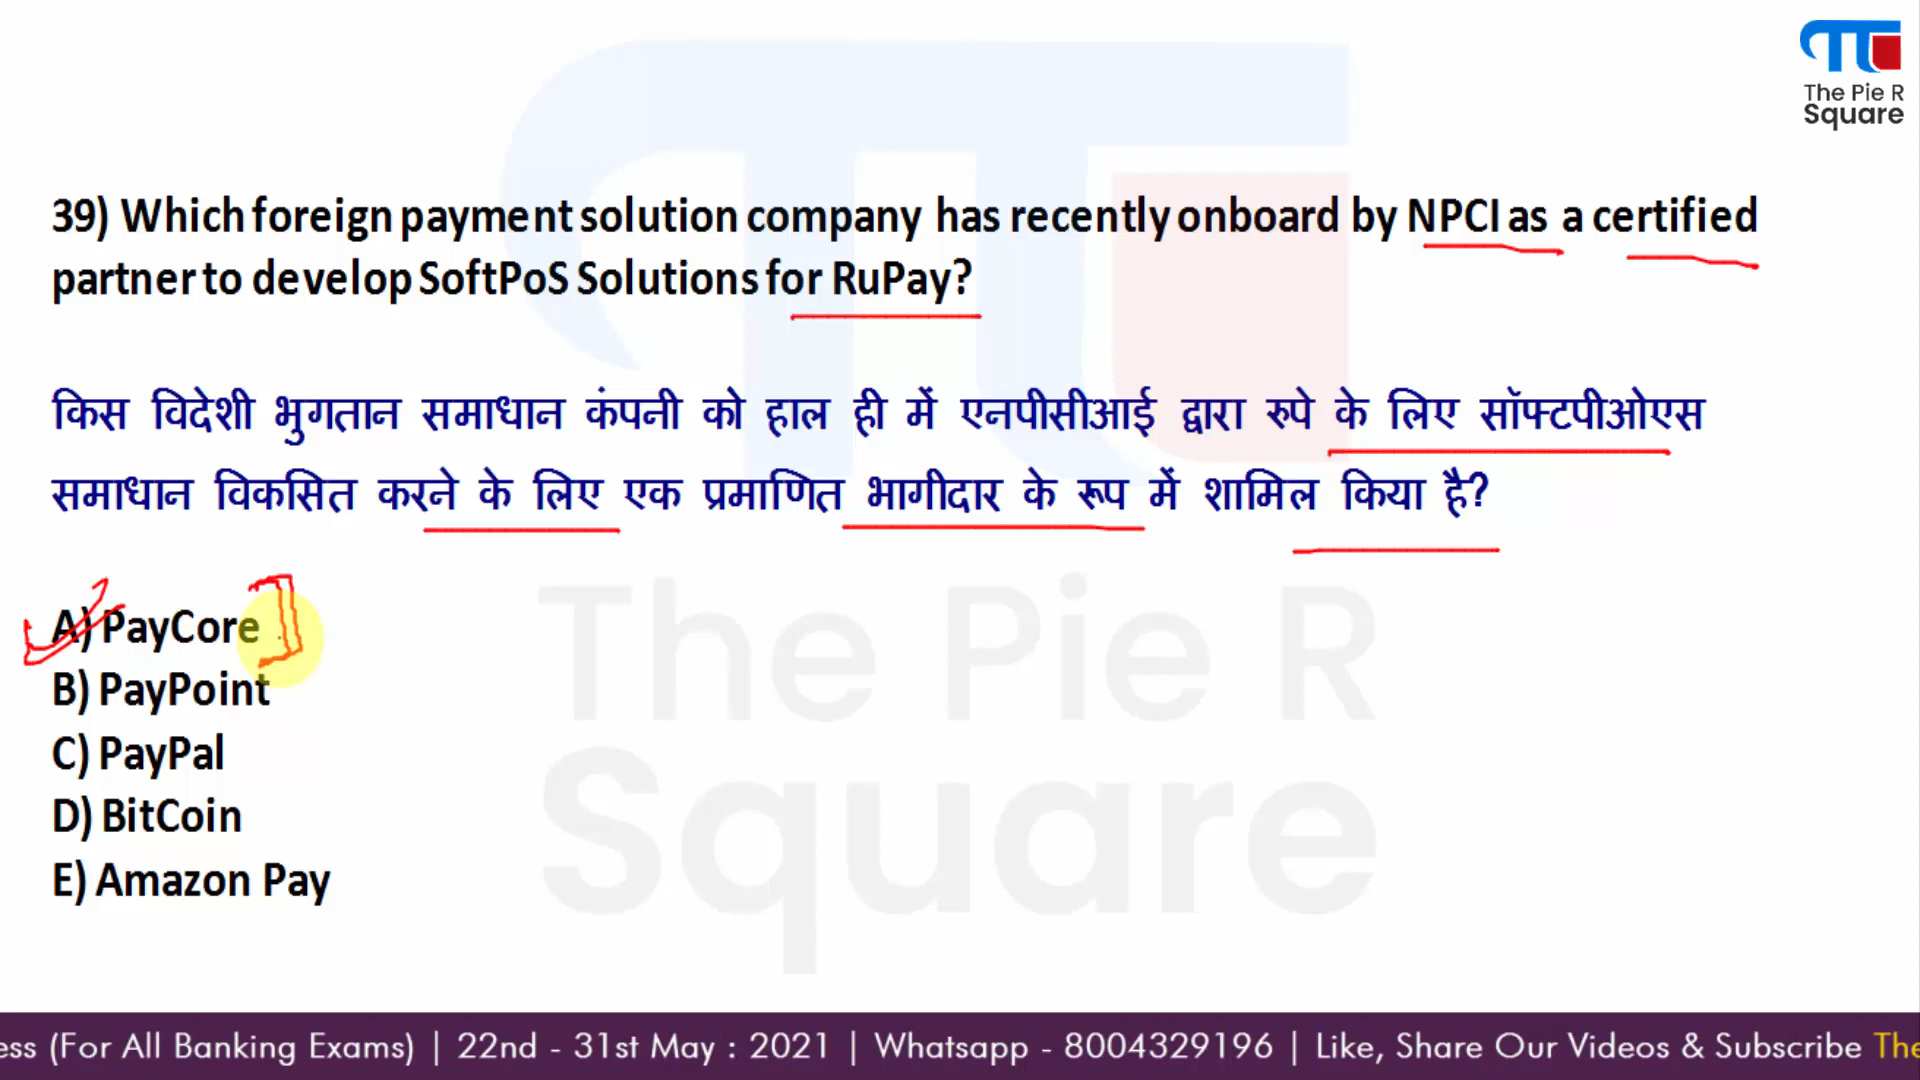 The Pie R
Square
39) Which foreign payment solution company has recently onboard by NPCI as a certified
partner to develop SoftPoS Solutions for RuPay?
किस विदेशी भुगतान समाधान कंपनी को हाल ही में एनपीसीआई द्वारा रुपे के लिए सॉफ्टपीओएस
समाधान विकसित करने के लिए एक प्रमाणित भागीदार के रूप में शामिल किया है?
A) PayCore
B) PayPoint
C) PayPal
D) BitCoin
E) Amazon Pay
The Pie R
Square
ess (For All Banking Exams) | 22nd - 31st May : 2021 | Whatsapp - 8004329196 | Like, Share Our Videos & Subscribe The